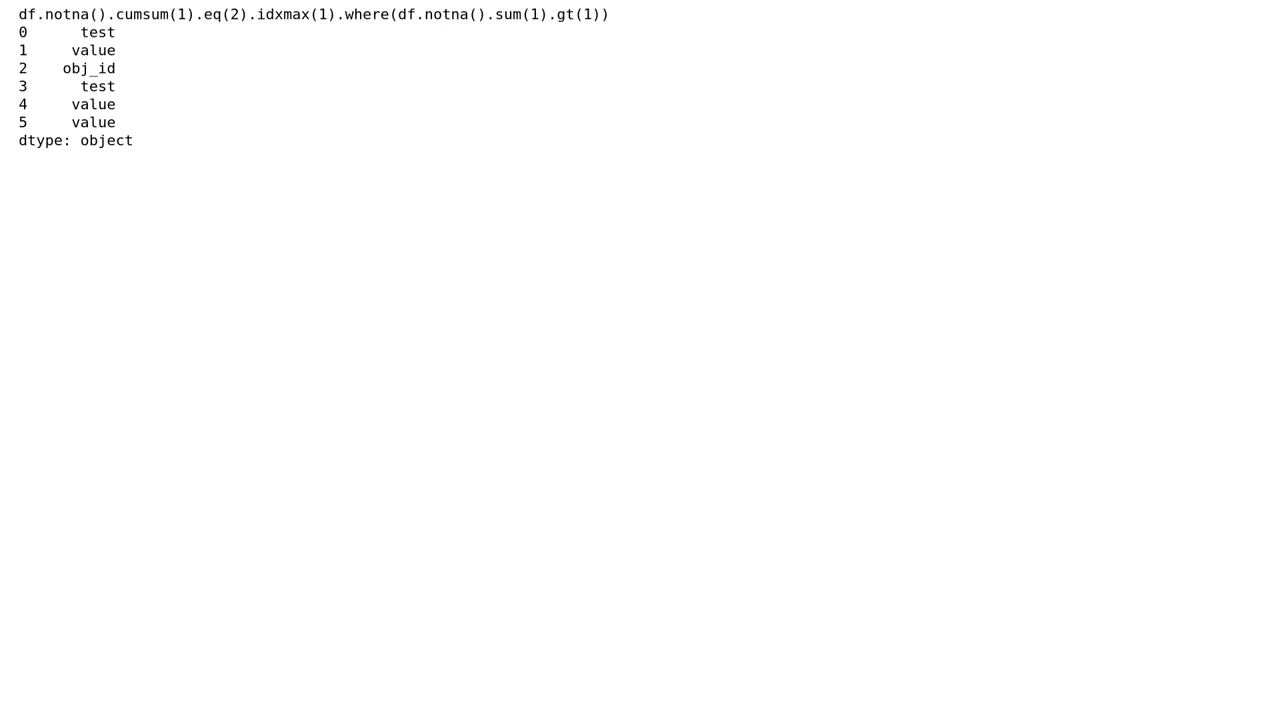 df.notna().cumsum(1).eq(2).idxmax(1).where(df.notna().sum(1).gt(1))
0      test
1     value
2    obj_id
3      test
4     value
5     value
dtype: object